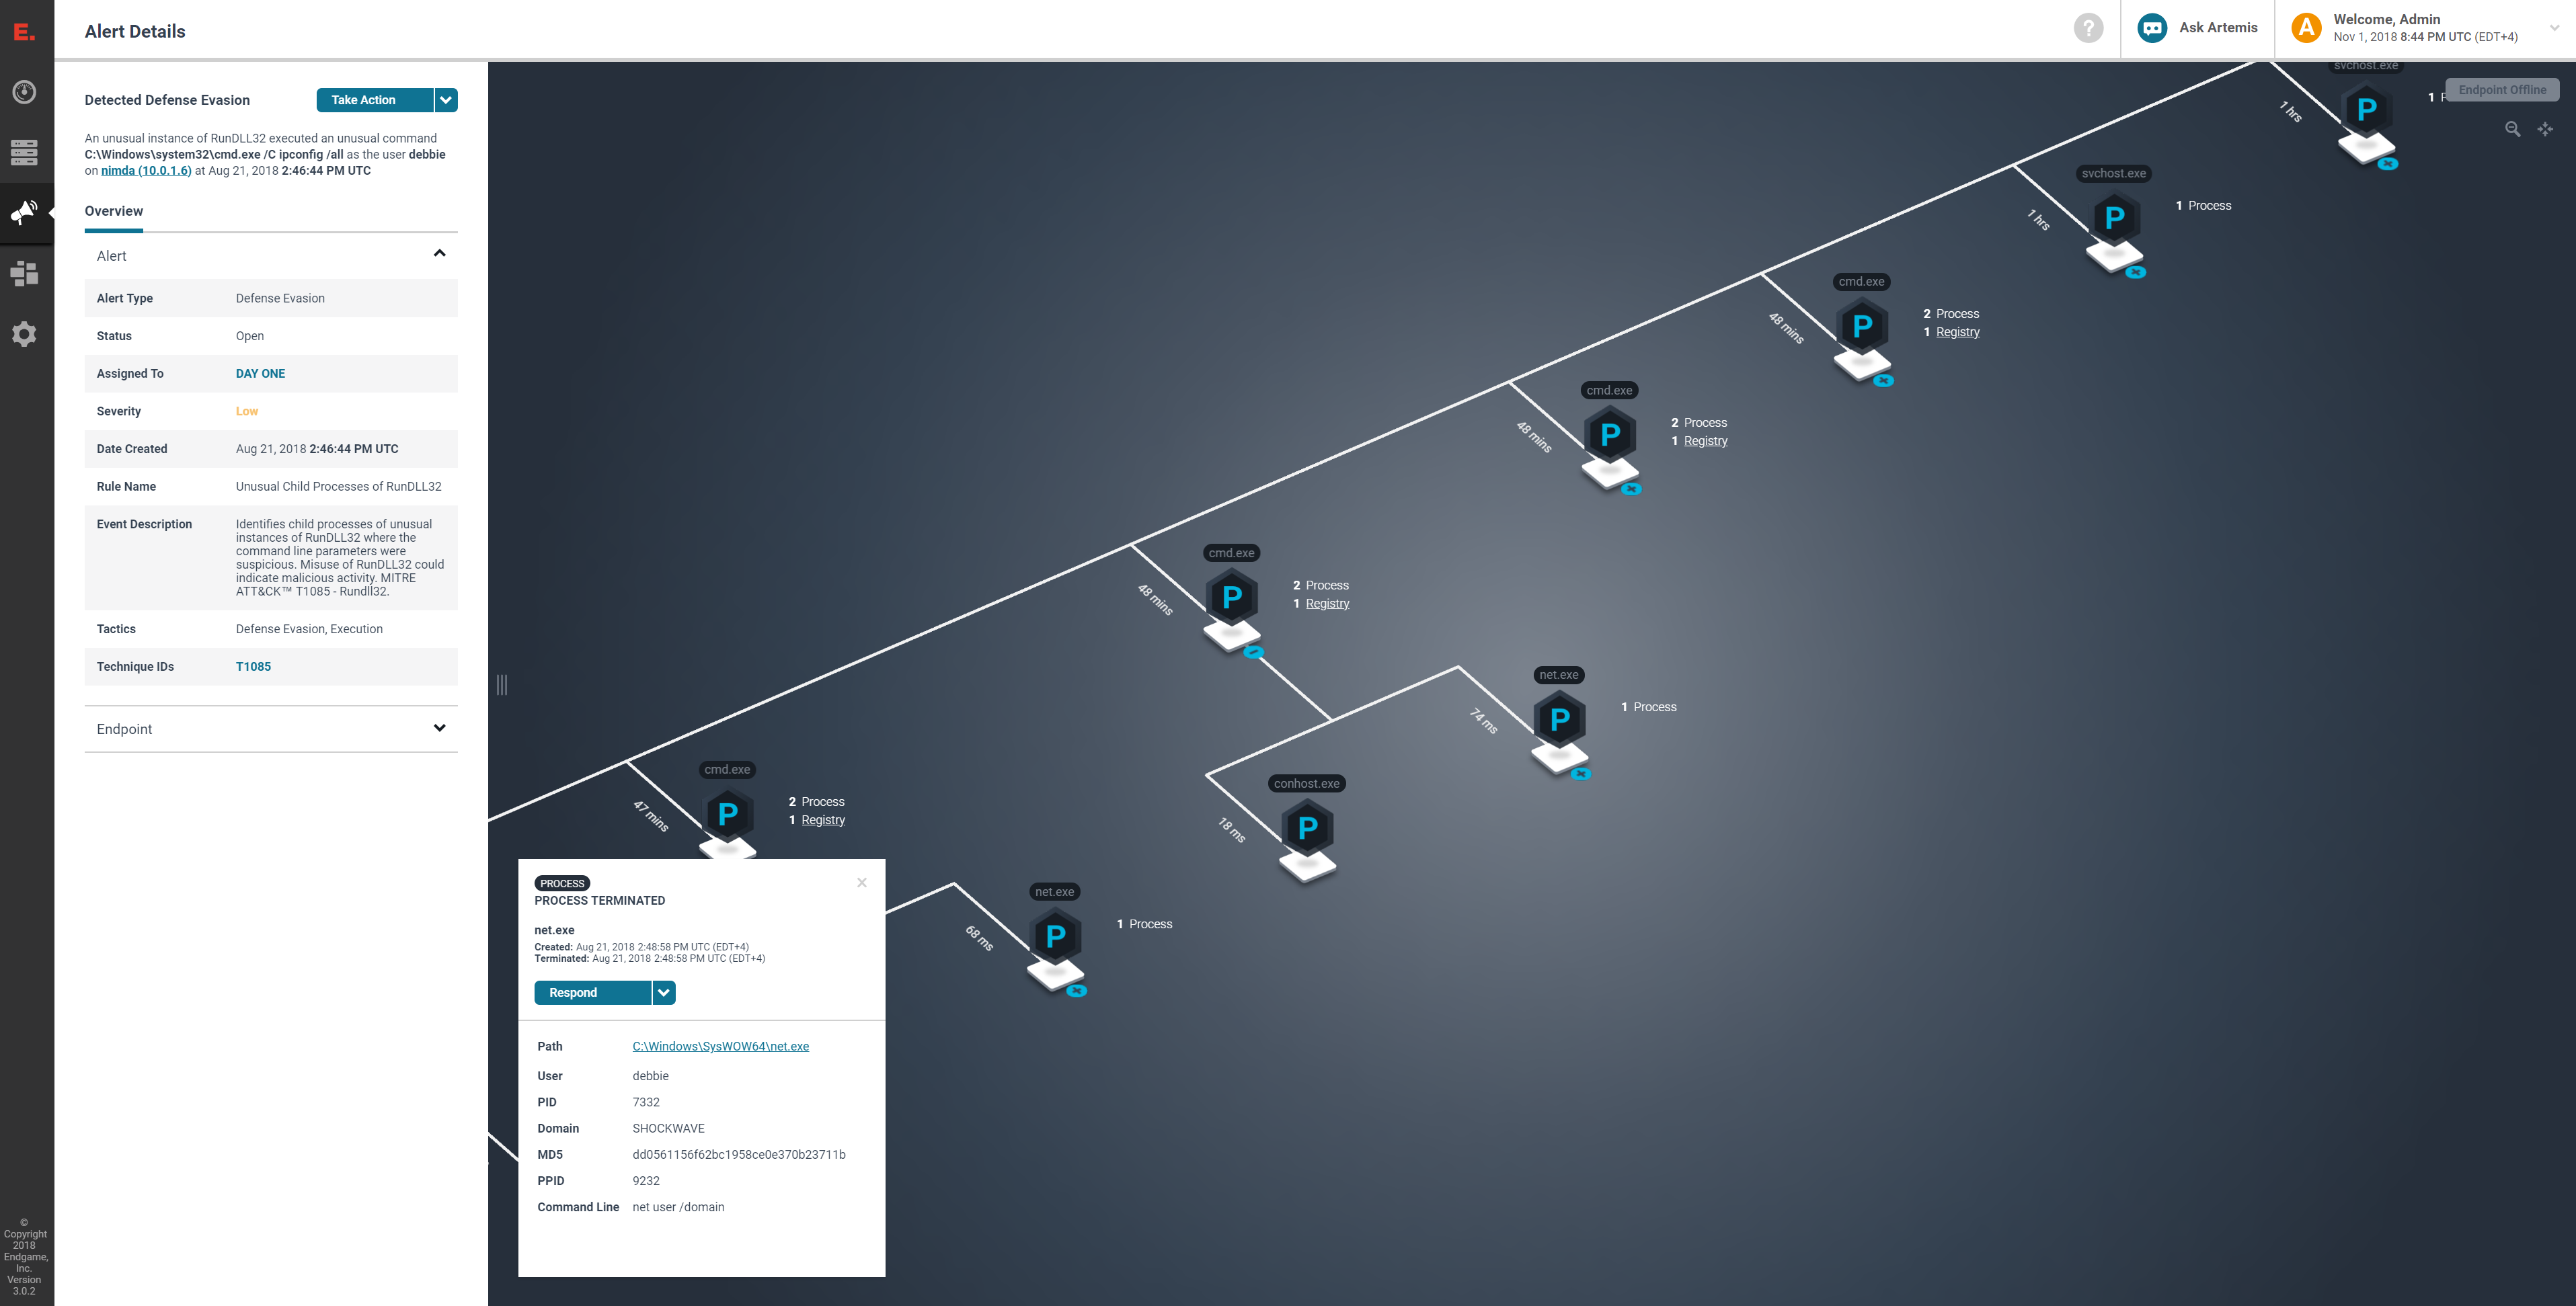 E.
Alert Details
?
Ask Artemis
A
Welcome, Admin
Nov 1, 2018 8:44 PM UTC (EDT+4)
Detected Defense Evasion
Take Action
An unusual instance of RunDLL32 executed an unusual command
C:\Windows\system32\cmd.exe /C ipconfig /all as the user debbie
on nimda (10.0.1.6) at Aug 21, 2018 2:46:44 PM UTC
Overview
Alert
Alert Type Defense Evasion
Status Open
Assigned To DAY ONE
Severity Low
Date Created Aug 21, 2018 2:46:44 PM UTC
Rule Name Unusual Child Processes of RunDLL32
Event Description Identifies child processes of unusual
instances of RunDLL32 where the
command line parameters were
suspicious. Misuse of RunDLL32 could
indicate malicious activity. MITRE
ATT&CK™ T1085 - Rundll32.
Tactics Defense Evasion, Execution
Technique IDs T1085
Endpoint
©
Copyright
2018
Endgame,
Inc.
Version
3.0.2
svchost.exe
P
1 hrs
1
Endpoint Offline
svchost.exe
P
1 hrs
1 Process
cmd.exe
P
48 mins
2 Process
1 Registry
cmd.exe
P
48 mins
2 Process
1 Registry
cmd.exe
P
48 mins
2 Process
1 Registry
net.exe
P
74 ms
1 Process
conhost.exe
P
18 ms
cmd.exe
P
47 mins
2 Process
1 Registry
net.exe
P
68 ms
1 Process
PROCESS
PROCESS TERMINATED
net.exe
Created: Aug 21, 2018 2:48:58 PM UTC (EDT+4)
Terminated: Aug 21, 2018 2:48:58 PM UTC (EDT+4)
Respond
Path C:\Windows\SysWOW64\net.exe
User debbie
PID 7332
Domain SHOCKWAVE
MD5 dd0561156f62bc1958ce0e370b23711b
PPID 9232
Command Line net user /domain